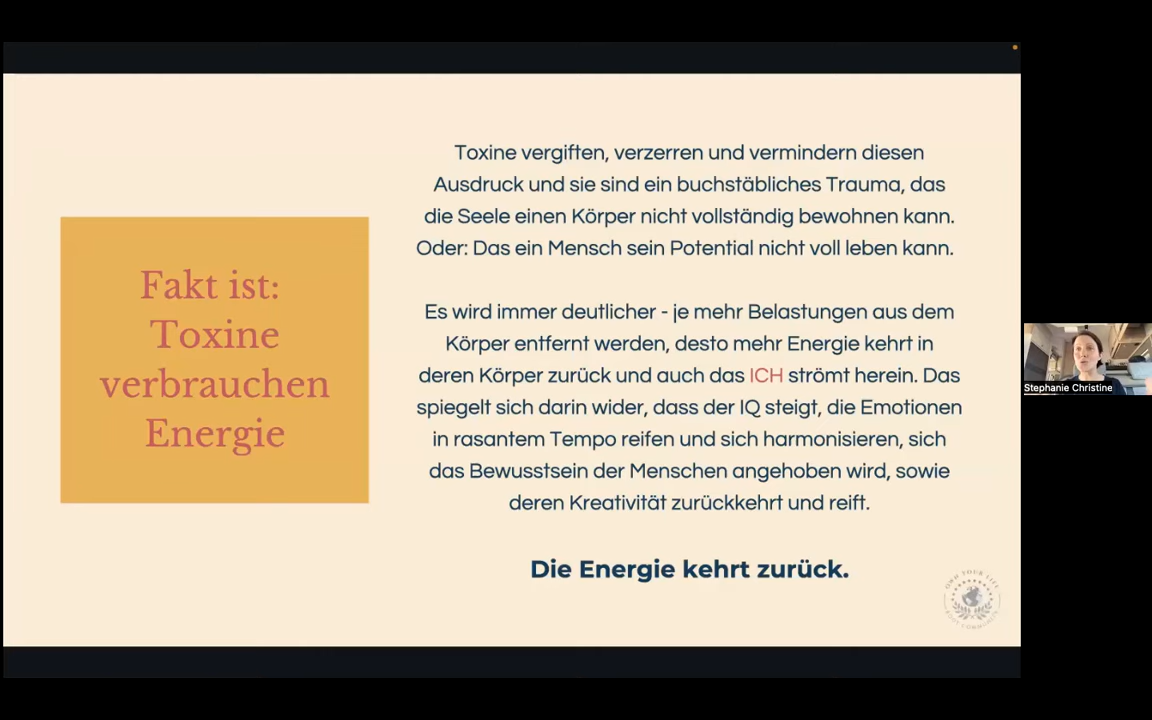 Fakt ist:
Toxine
verbrauchen
Energie
Toxine vergiften, verzerren und vermindern diesen
Ausdruck und sie sind ein buchstäbliches Trauma, das
die Seele einen Körper nicht vollständig bewohnen kann.
Oder: Das ein Mensch sein Potential nicht voll leben kann.
Es wird immer deutlicher - je mehr Belastungen aus dem
Körper entfernt werden, desto mehr Energie kehrt in
deren Körper zurück und auch das ICH strömt herein. Das
spiegelt sich darin wider, dass der IQ steigt, die Emotionen
in rasantem Tempo reifen und sich harmonisieren, sich
das Bewusstsein der Menschen angehoben wird, sowie
deren Kreativität zurückkehrt und reift.
Die Energie kehrt zurück.
OWN YOUR LIFE
Stephanie Christine